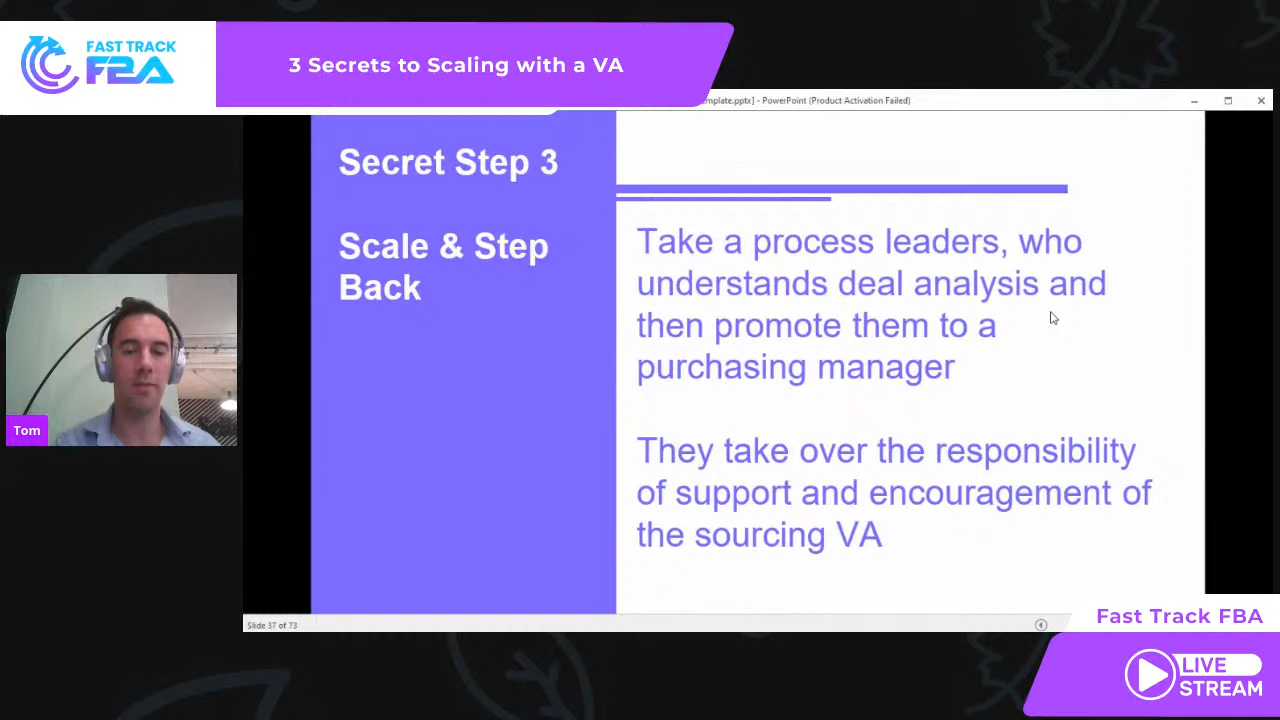 FAST TRACK
FBA
3 Secrets to Scaling with a VA
mplate.pptx] - PowerPoint (Product Activation Failed)
Secret Step 3
Scale & Step
Back
Take a process leaders, who
understands deal analysis and
then promote them to a
purchasing manager
They take over the responsibility
of support and encouragement of
the sourcing VA
Tom
Slide 37 of 73
Fast Track FBA
LIVE
STREAM